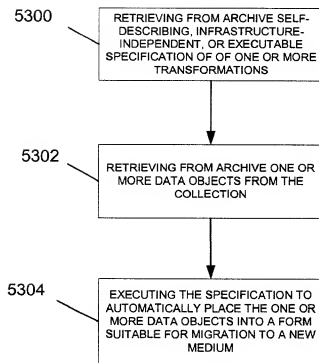 5300
RETRIEVING FROM ARCHIVE SELF-
DESCRIBING, INFRASTRUCTURE-
INDEPENDENT, OR EXECUTABLE
SPECIFICATION OF OF ONE OR MORE
TRANSFORMATIONS
5302
RETRIEVING FROM ARCHIVE ONE OR
MORE DATA OBJECTS FROM THE
COLLECTION
5304
EXECUTING THE SPECIFICATION TO
AUTOMATICALLY PLACE THE ONE
OR MORE DATA OBJECTS INTO A FORM
SUITABLE FOR MIGRATION TO A NEW
MEDIUM